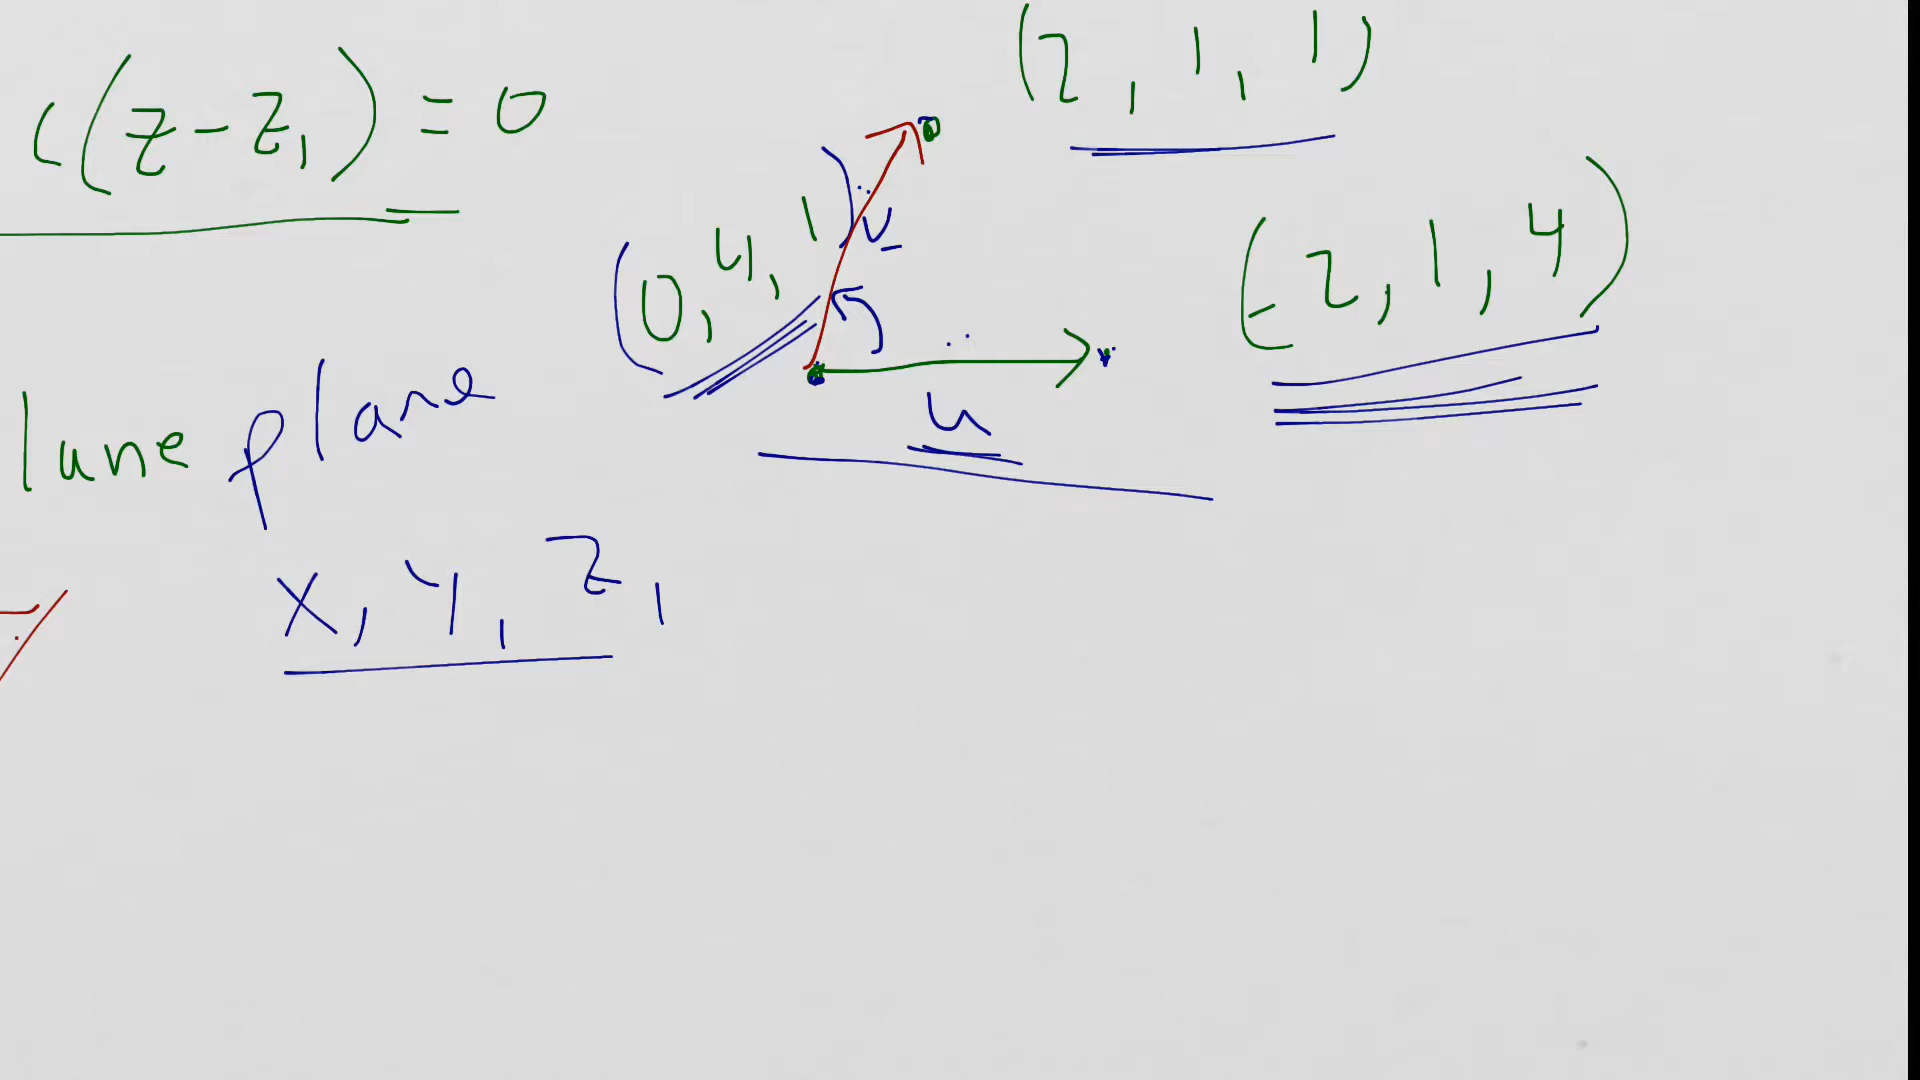 c(z-z₁) = 0
(2, 1, 1)
(0, 4, 1)
v
(-2, 1, 4)
u
lane plane
x, y, z,